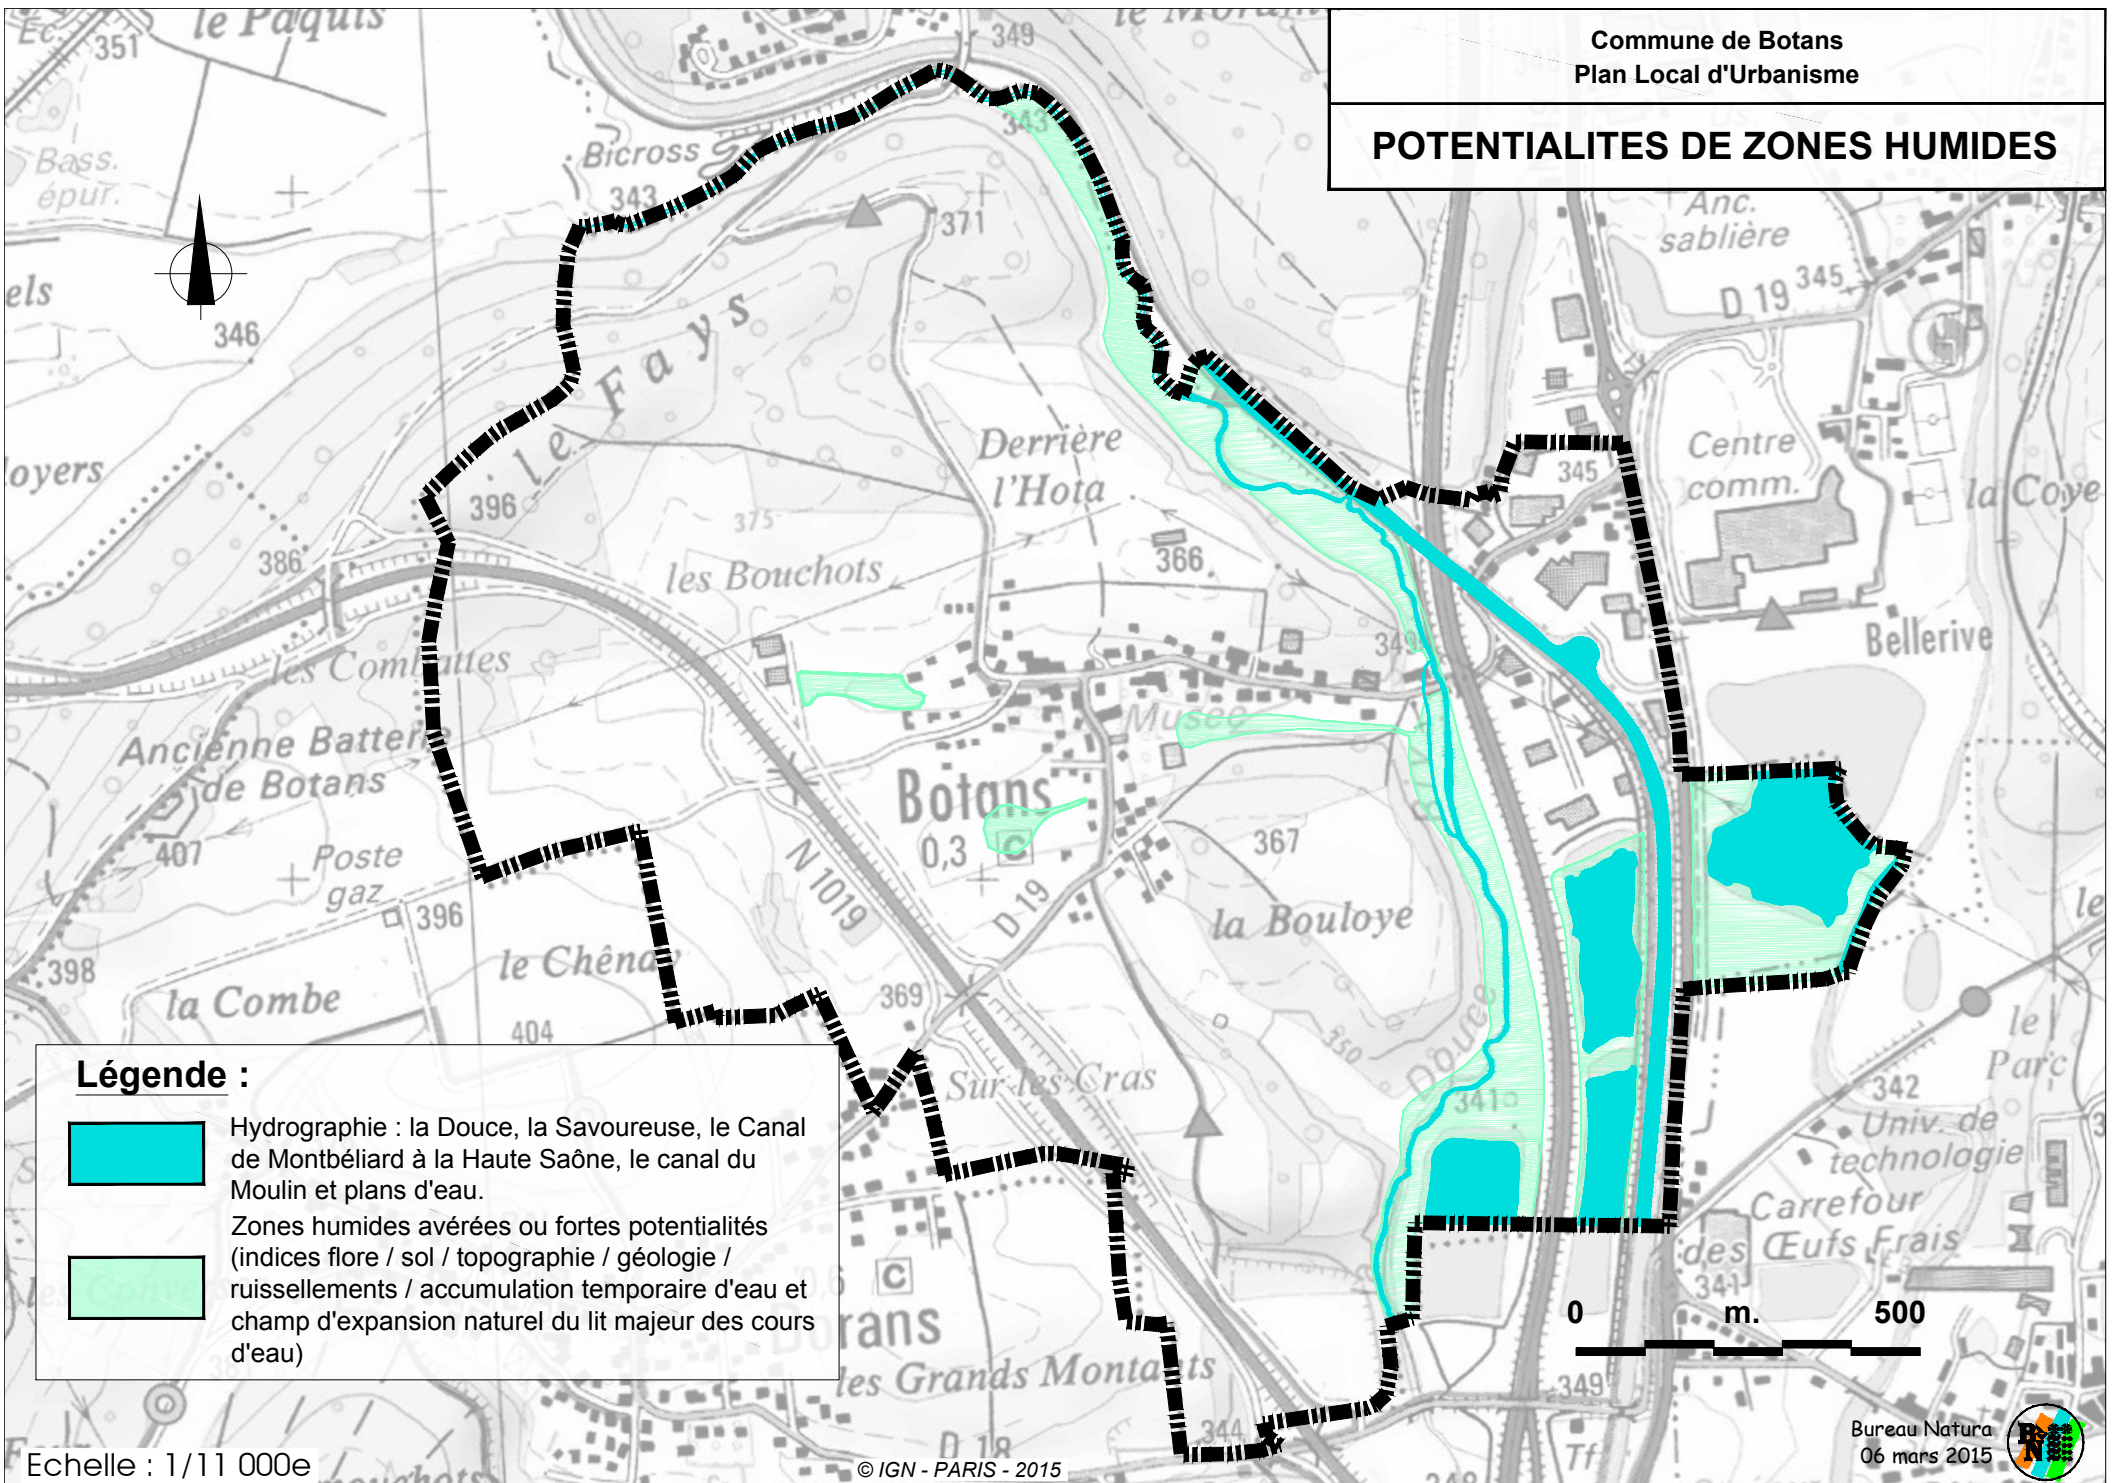 Commune de Botans
Plan Local d'Urbanisme
POTENTIALITES DE ZONES HUMIDES
le Paquis
351
349
Bass.
épur.
Bicross
343
343
371
Anc.
sablière
D 19
345
els
346
le Fays
Derrière
l'Hota
345
Centre
comm.
la Coye
oyers
396
375
386
les Bouchots
366
Bellerive
les Combattes
349
Musée
Ancienne Batterie
de Botans
Botans
0,3
C
367
407
Poste
gaz
396
N 1019
D 19
la Bouloye
398
la Combe
le Chênay
404
369
350
Douce
le
Parc
Sur les Cras
341
342
Univ. de
technologie
Carrefour
des Œufs Frais
341
C
les Grands Montants
349
344
D 18
348
Légende :
Hydrographie : la Douce, la Savoureuse, le Canal
de Montbéliard à la Haute Saône, le canal du
Moulin et plans d'eau.
Zones humides avérées ou fortes potentialités
(indices flore / sol / topographie / géologie /
ruissellements / accumulation temporaire d'eau et
champ d'expansion naturel du lit majeur des cours
d'eau)
0 m. 500
Bureau Natura
06 mars 2015
Echelle : 1/11 000e
© IGN - PARIS - 2015